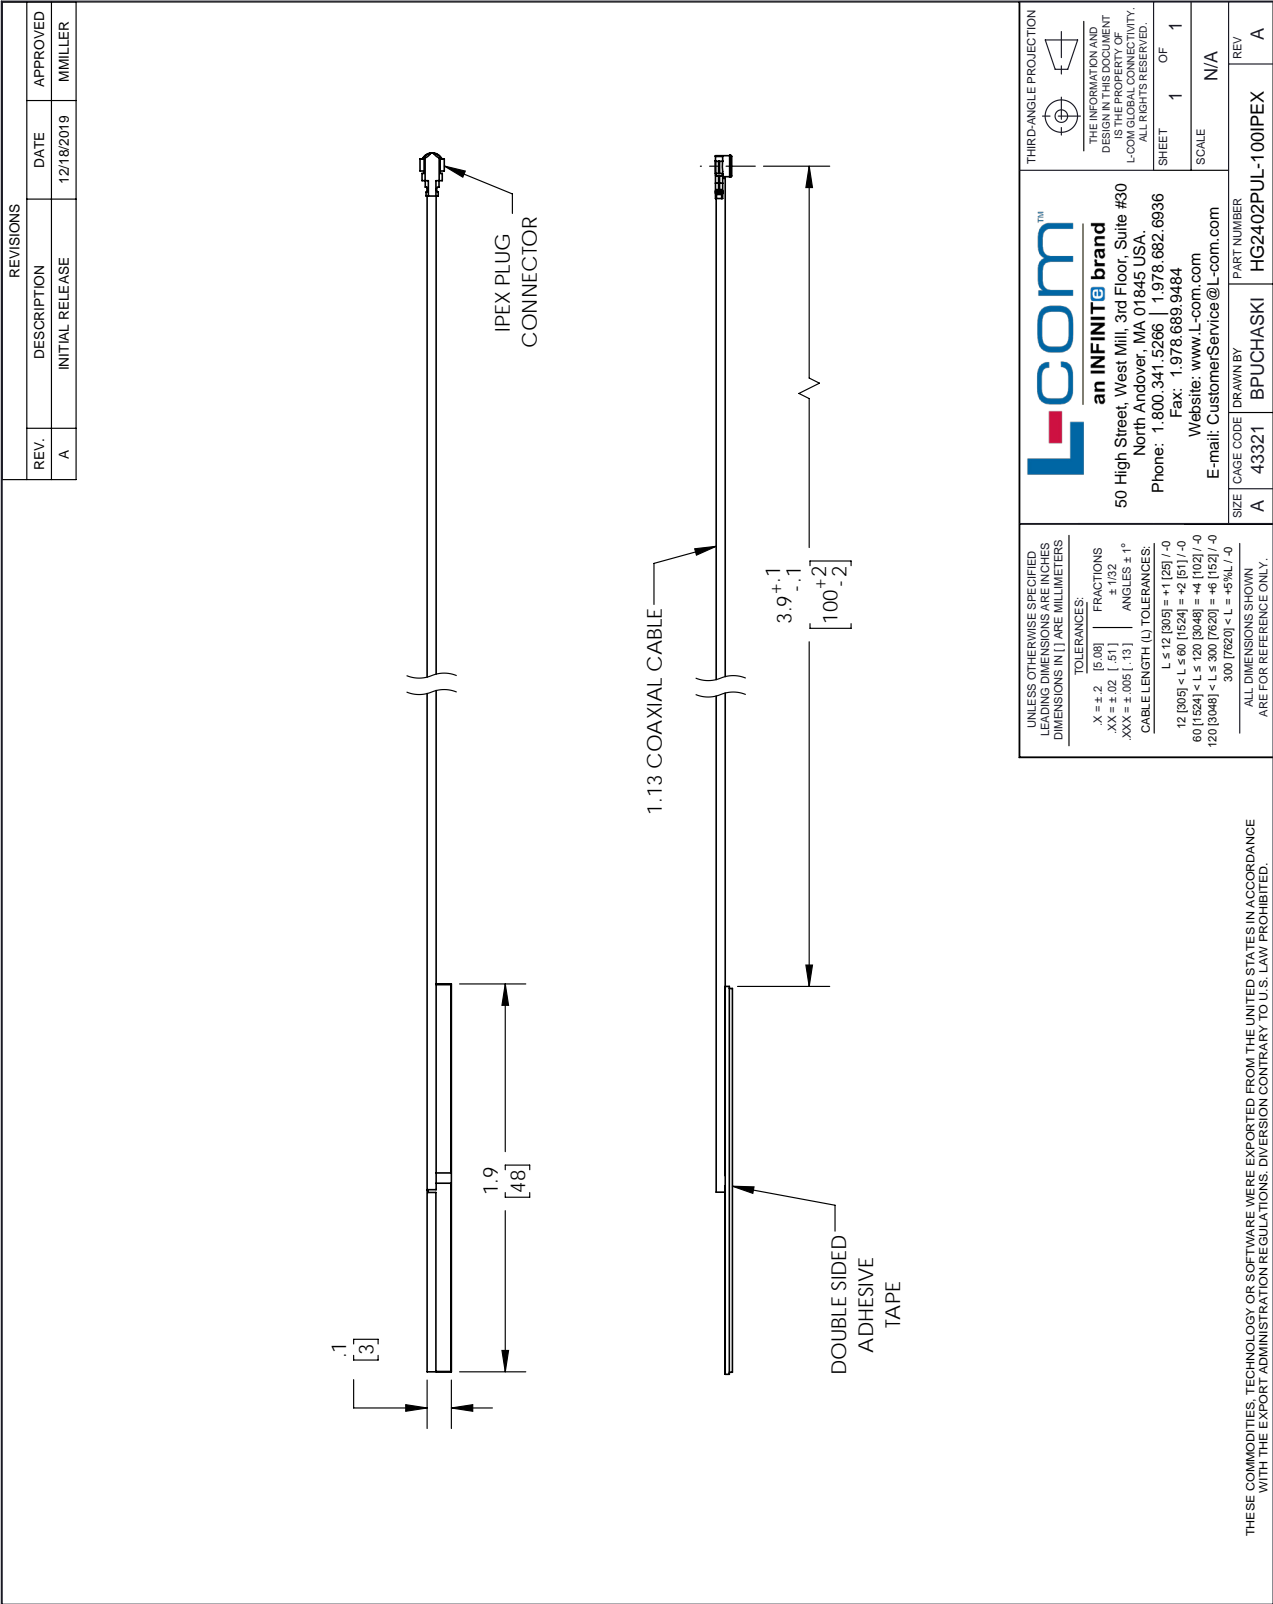 REVISIONS
REV. DESCRIPTION DATE APPROVED
A INITIAL RELEASE 12/18/2019 MMILLER
IPEX PLUG
CONNECTOR
.1
[3]
1.9
[48]
1.13 COAXIAL CABLE
3.9 +.1
-.1
[100 +2
-2]
DOUBLE SIDED
ADHESIVE
TAPE
UNLESS OTHERWISE SPECIFIED
LEADING DIMENSIONS ARE INCHES
DIMENSIONS IN [ ] ARE MILLIMETERS
TOLERANCES:
.X = ± .2 [5.08] FRACTIONS
.XX = ± .02 [ .51] ± 1/32
.XXX = ± .005 [ .13] ANGLES ± 1°
CABLE LENGTH (L) TOLERANCES:
L ≤ 12 [305] = +1 [25] / -0
12 [305] < L ≤ 60 [1524] = +2 [51] / -0
60 [1524] < L ≤ 120 [3048] = +4 [102] / -0
120 [3048] < L ≤ 300 [7620] = +6 [152] / -0
300 [7620] < L = +5%L / -0
ALL DIMENSIONS SHOWN
ARE FOR REFERENCE ONLY.
L-com™
an INFINITe brand
50 High Street, West Mill, 3rd Floor, Suite #30
North Andover, MA 01845 USA.
Phone: 1.800.341.5266 | 1.978.682.6936
Fax: 1.978.689.9484
Website: www.L-com.com
E-mail: CustomerService@L-com.com
THIRD-ANGLE PROJECTION
THE INFORMATION AND
DESIGN IN THIS DOCUMENT
IS THE PROPERTY OF
L-COM GLOBAL CONNECTIVITY.
ALL RIGHTS RESERVED.
SHEET 1 OF 1
SCALE N/A
SIZE A
CAGE CODE 43321
DRAWN BY BPUCHASKI
PART NUMBER HG2402PUL-100IPEX
REV A
THESE COMMODITIES, TECHNOLOGY OR SOFTWARE WERE EXPORTED FROM THE UNITED STATES IN ACCORDANCE
WITH THE EXPORT ADMINISTRATION REGULATIONS. DIVERSION CONTRARY TO U.S. LAW PROHIBITED.